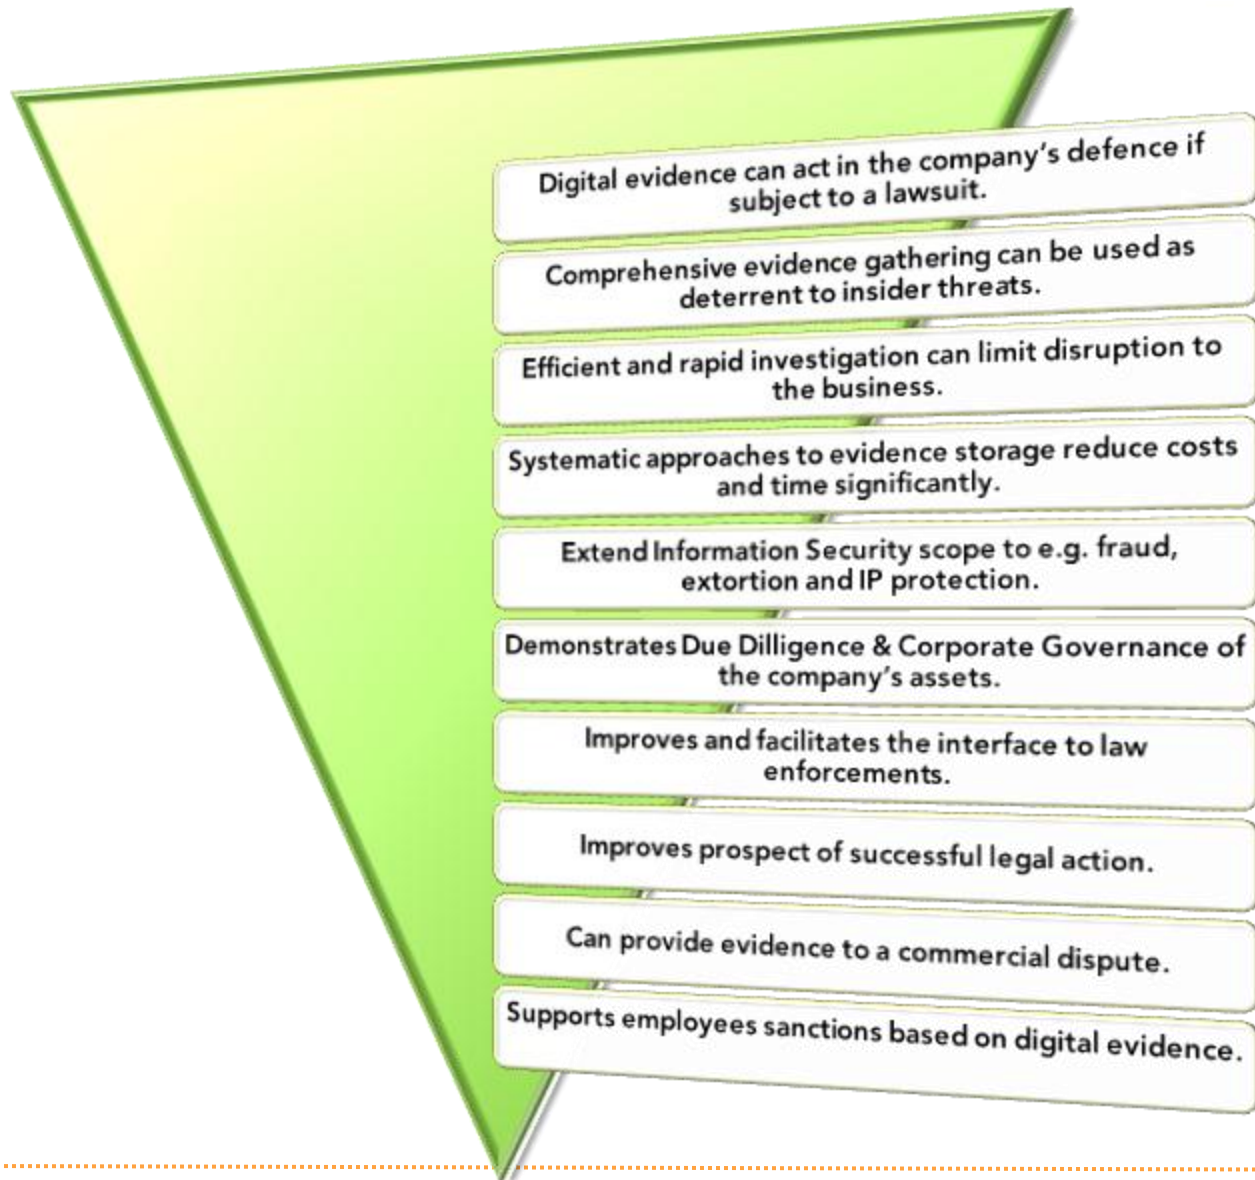 Digital evidence can act in the company's defence if
subject to a lawsuit.
Comprehensive evidence gathering can be used as
deterrent to insider threats.
Efficient and rapid investigation can limit disruption to
the business.
Systematic approaches to evidence storage reduce costs
and time significantly.
Extend Information Security scope to e.g. fraud,
extortion and IP protection.
Demonstrates Due Dilligence & Corporate Governance of
the company's assets.
Improves and facilitates the interface to law
enforcements.
Improves prospect of successful legal action.
Can provide evidence to a commercial dispute.
Supports employees sanctions based on digital evidence.